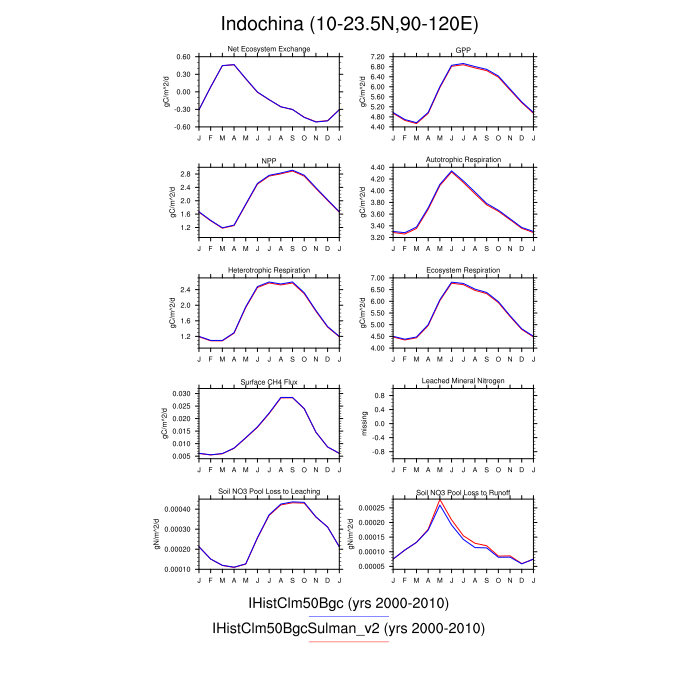 Indochina (10-23.5N,90-120E)
Net Ecosystem Exchange
gC/m^2/d
0.60
0.30
0.00
-0.30
-0.60
J F M A M J J A S O N D J
GPP
gC/m^2/d
7.20
6.80
6.40
6.00
5.60
5.20
4.80
4.40
J F M A M J J A S O N D J
NPP
gC/m^2/d
2.8
2.4
2.0
1.6
1.2
J F M A M J J A S O N D J
Autotrophic Respiration
gC/m^2/d
4.40
4.20
4.00
3.80
3.60
3.40
3.20
J F M A M J J A S O N D J
Heterotrophic Respiration
gC/m^2/d
2.4
2.0
1.6
1.2
J F M A M J J A S O N D J
Ecosystem Respiration
gC/m^2/d
7.00
6.50
6.00
5.50
5.00
4.50
4.00
J F M A M J J A S O N D J
Surface CH4 Flux
gC/m^2/d
0.030
0.025
0.020
0.015
0.010
0.005
J F M A M J J A S O N D J
Leached Mineral Nitrogen
missing
0.8
0.4
0.0
-0.4
-0.8
Soil NO3 Pool Loss to Leaching
gN/m^2/d
0.00040
0.00030
0.00020
0.00010
J F M A M J J A S O N D J
Soil NO3 Pool Loss to Runoff
gN/m^2/d
0.00025
0.00020
0.00015
0.00010
0.00005
J F M A M J J A S O N D J
IHistClm50Bgc (yrs 2000-2010)
IHistClm50BgcSulman_v2 (yrs 2000-2010)